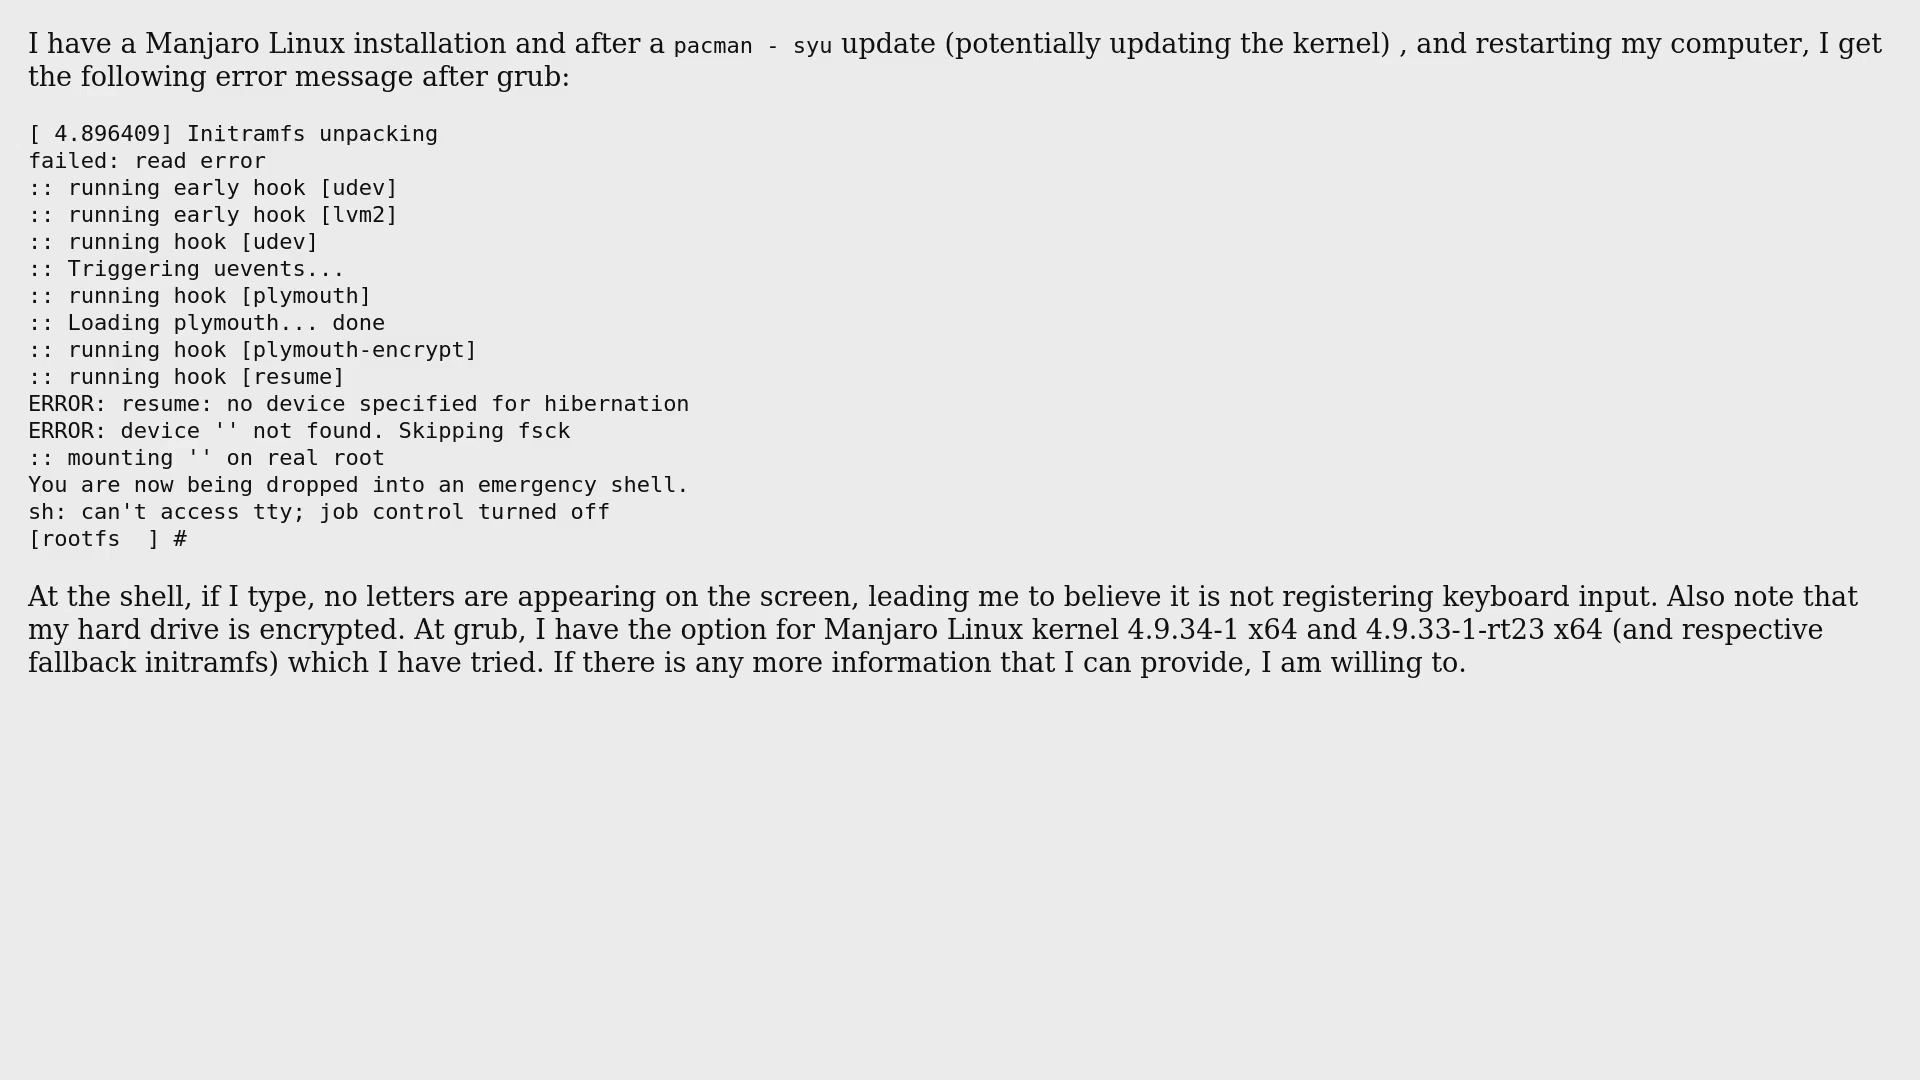 I have a Manjaro Linux installation and after a pacman - syu update (potentially updating the kernel) , and restarting my computer, I get
the following error message after grub:
[ 4.896409] Initramfs unpacking
failed: read error
:: running early hook [udev]
:: running early hook [lvm2]
:: running hook [udev]
:: Triggering uevents...
:: running hook [plymouth]
:: Loading plymouth... done
:: running hook [plymouth-encrypt]
:: running hook [resume]
ERROR: resume: no device specified for hibernation
ERROR: device '' not found. Skipping fsck
:: mounting '' on real root
You are now being dropped into an emergency shell.
sh: can't access tty; job control turned off
[rootfs  ] #
At the shell, if I type, no letters are appearing on the screen, leading me to believe it is not registering keyboard input. Also note that
my hard drive is encrypted. At grub, I have the option for Manjaro Linux kernel 4.9.34-1 x64 and 4.9.33-1-rt23 x64 (and respective
fallback initramfs) which I have tried. If there is any more information that I can provide, I am willing to.